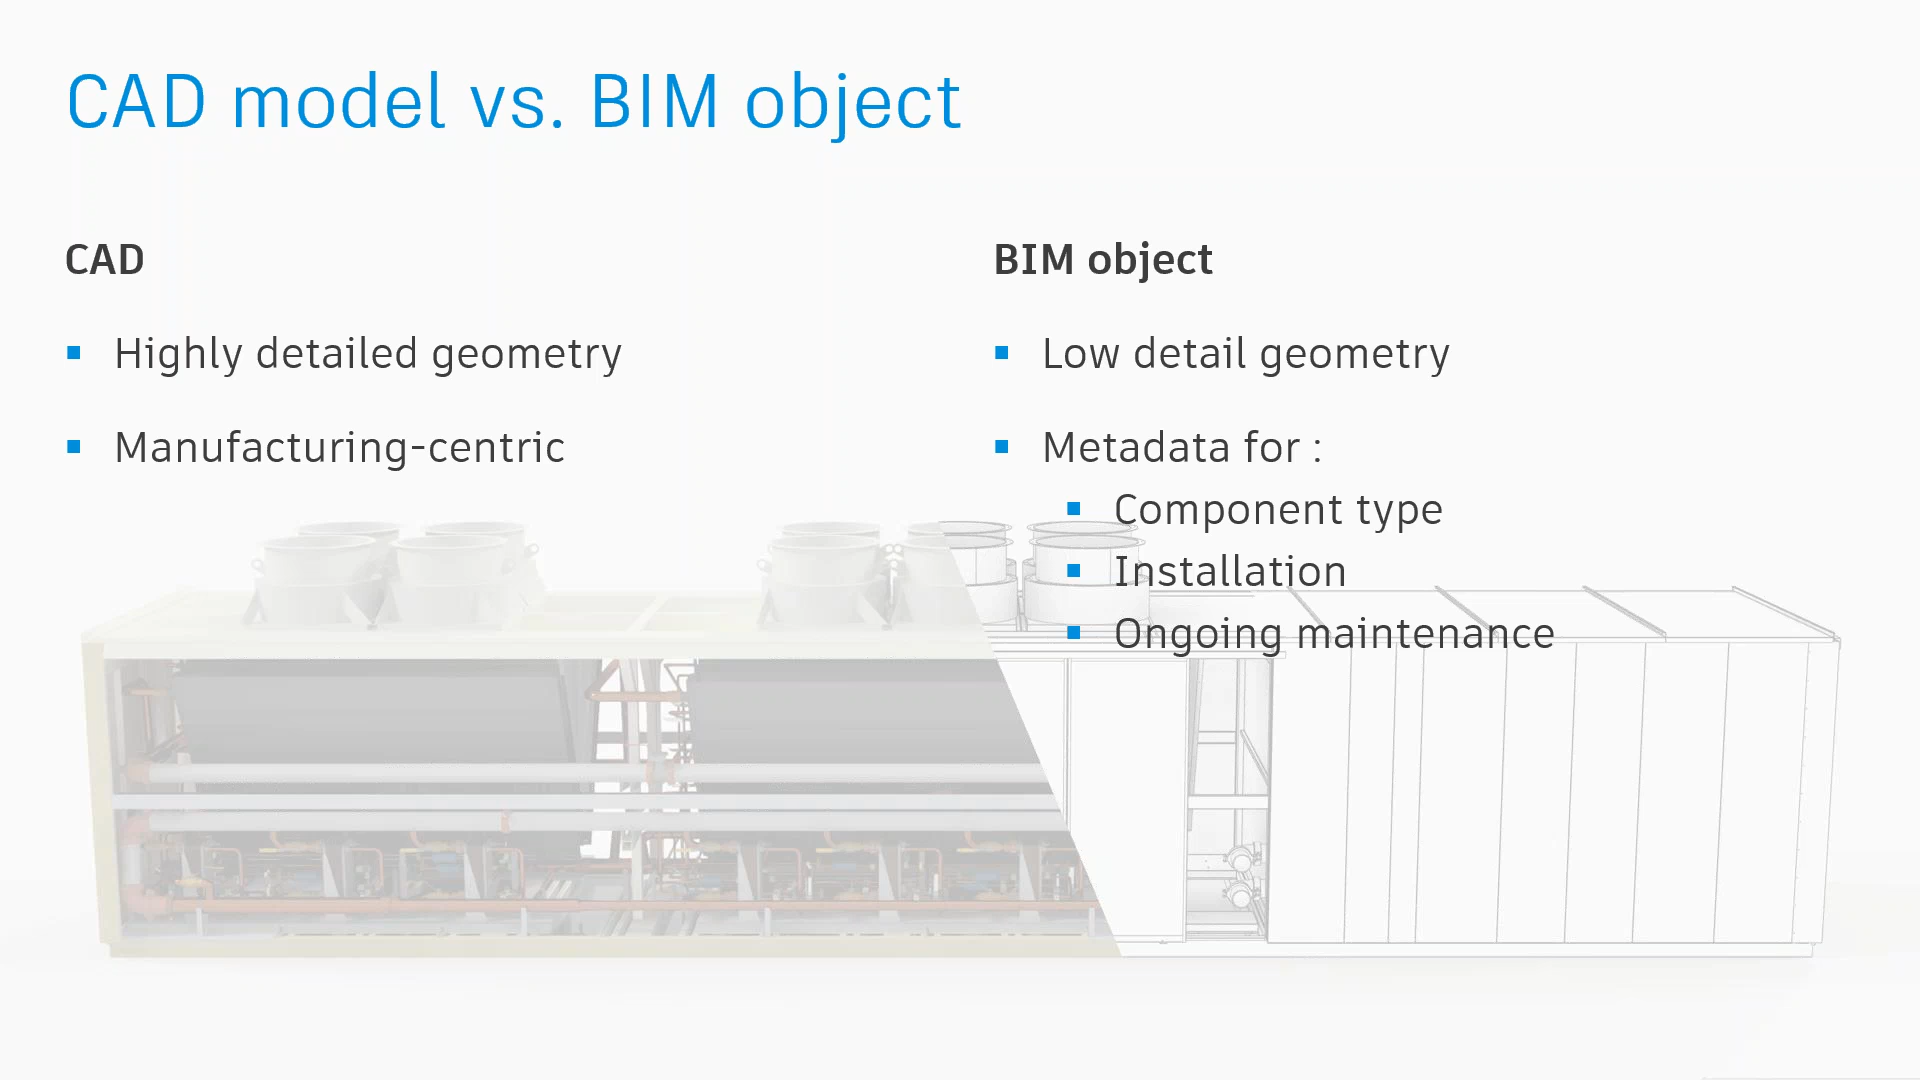 CAD model vs. BIM object
CAD
Highly detailed geometry
Manufacturing-centric
BIM object
Low detail geometry
Metadata for :
Component type
Installation
Ongoing maintenance